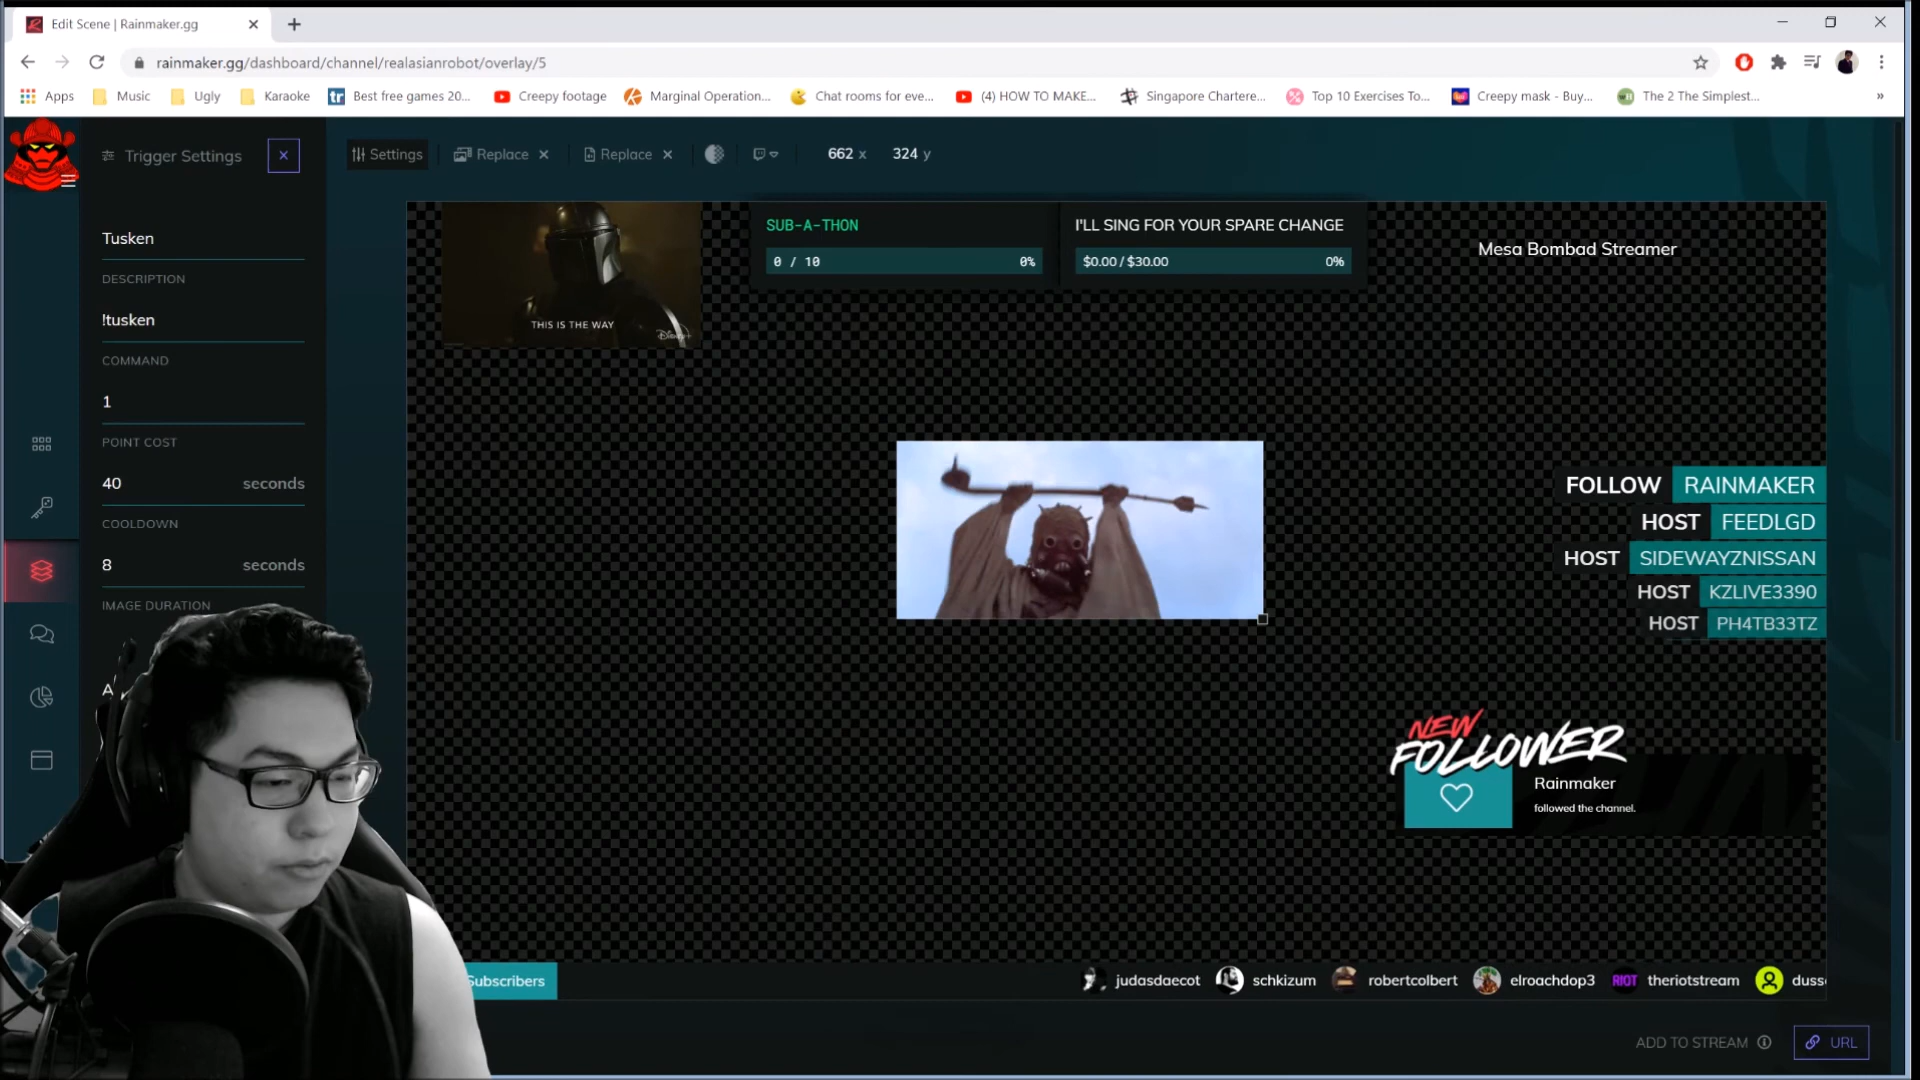 Edit Scene | Rainmaker.gg
rainmaker.gg/dashboard/channel/realasianrobot/overlay/5
Apps Music Ugly Karaoke Best free games 20... Creepy footage Marginal Operation... Chat rooms for eve... (4) HOW TO MAKE... Singapore Chartere... Top 10 Exercises To... Creepy mask - Buy... The 2 The Simplest... »
Trigger Settings
Settings Replace Replace 662 x 324 y
Tusken
DESCRIPTION
!tusken
COMMAND
1
POINT COST
40 seconds
COOLDOWN
8 seconds
IMAGE DURATION
A
THIS IS THE WAY
Disney+
SUB-A-THON
0 / 10 0%
I'LL SING FOR YOUR SPARE CHANGE
$0.00 / $30.00 0%
Mesa Bombad Streamer
FOLLOW RAINMAKER
HOST FEEDLGD
HOST SIDEWAYZNISSAN
HOST KZLIVE3390
HOST PH4TB33TZ
NEW
FOLLOWER
Rainmaker
followed the channel.
Subscribers
judasdaecot schkizum robertcolbert elroachdop3 RIOT theriotstream duss
ADD TO STREAM URL